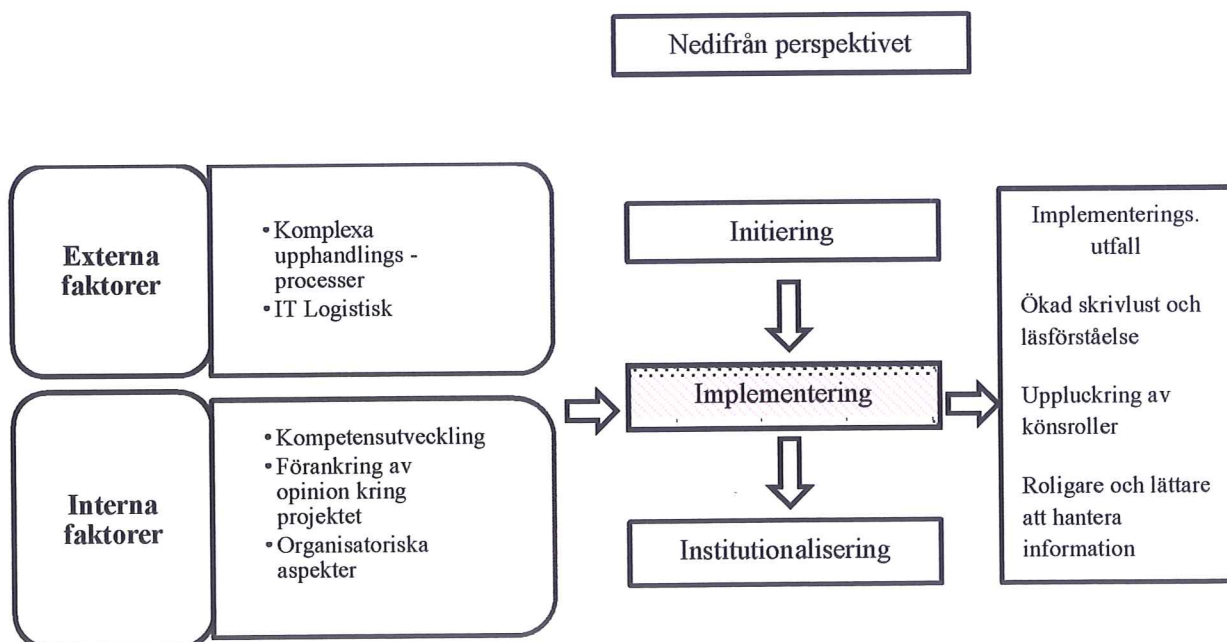 Nedifrån perspektivet
Externa
faktorer
• Komplexa
upphandlings -
processer
• IT Logistisk
Interna
faktorer
• Kompetensutveckling
• Förankring av
opinion kring
projektet
• Organisatoriska
aspekter
Initiering
Implementering
Institutionalisering
Implementerings.
utfall
Ökad skrivlust och
läsförståelse
Uppluckring av
könsroller
Roligare och lättare
att hantera
information